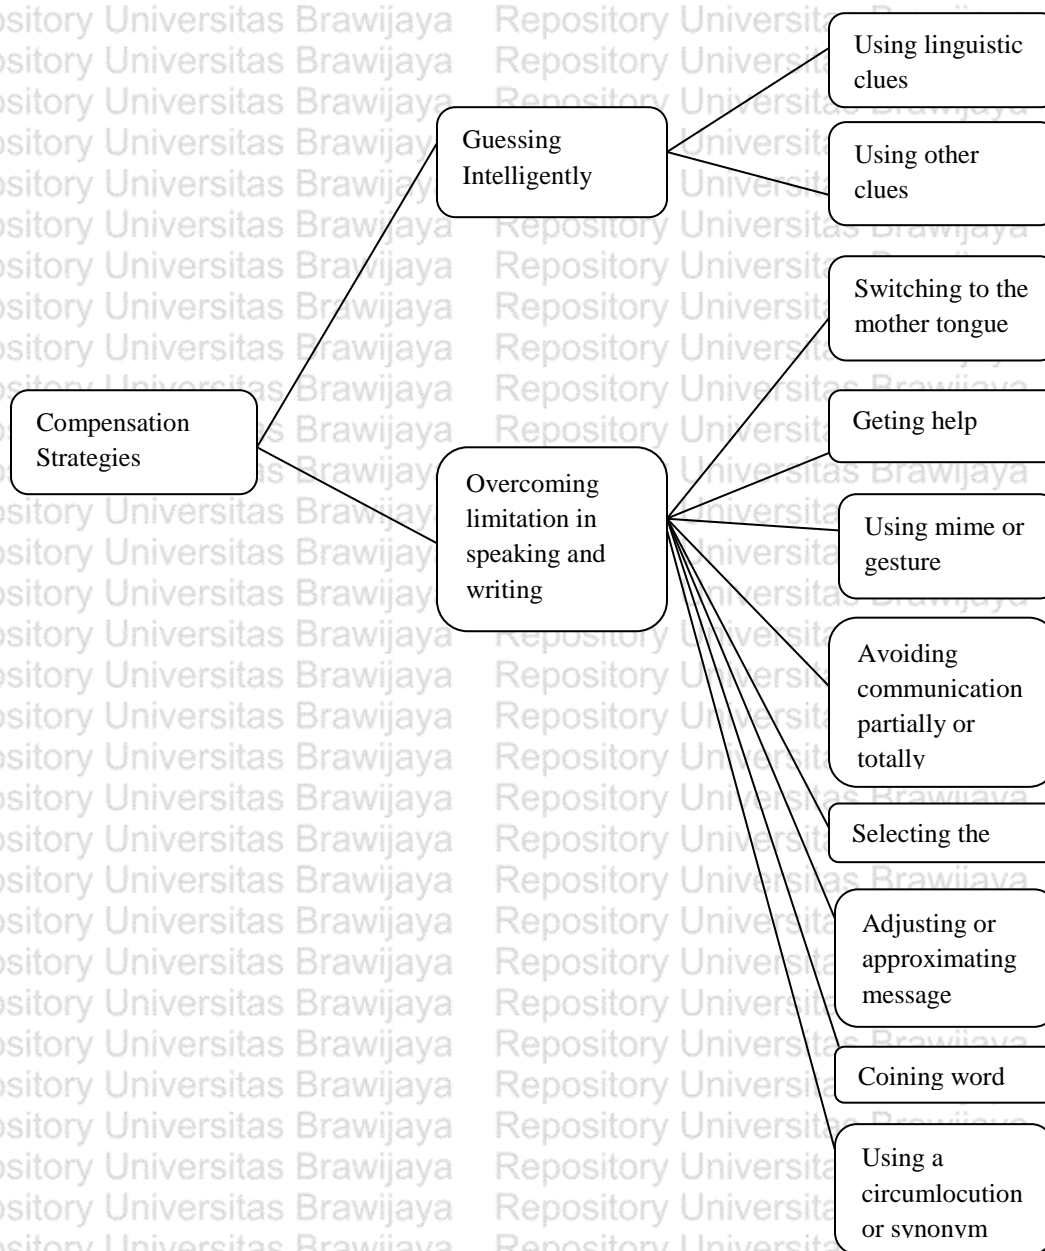 Using linguistic
clues
Guessing
Intelligently
Using other
clues
Switching to the
mother tongue
Compensation
Strategies
Geting help
Overcoming
limitation in
speaking and
writing
Using mime or
gesture
Avoiding
communication
partially or
totally
Selecting the
Adjusting or
approximating
message
Coining word
Using a
circumlocution
or synonym